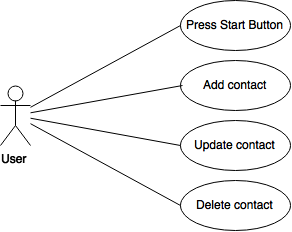 Press Start Button
Add contact
Update contact
User
Delete contact